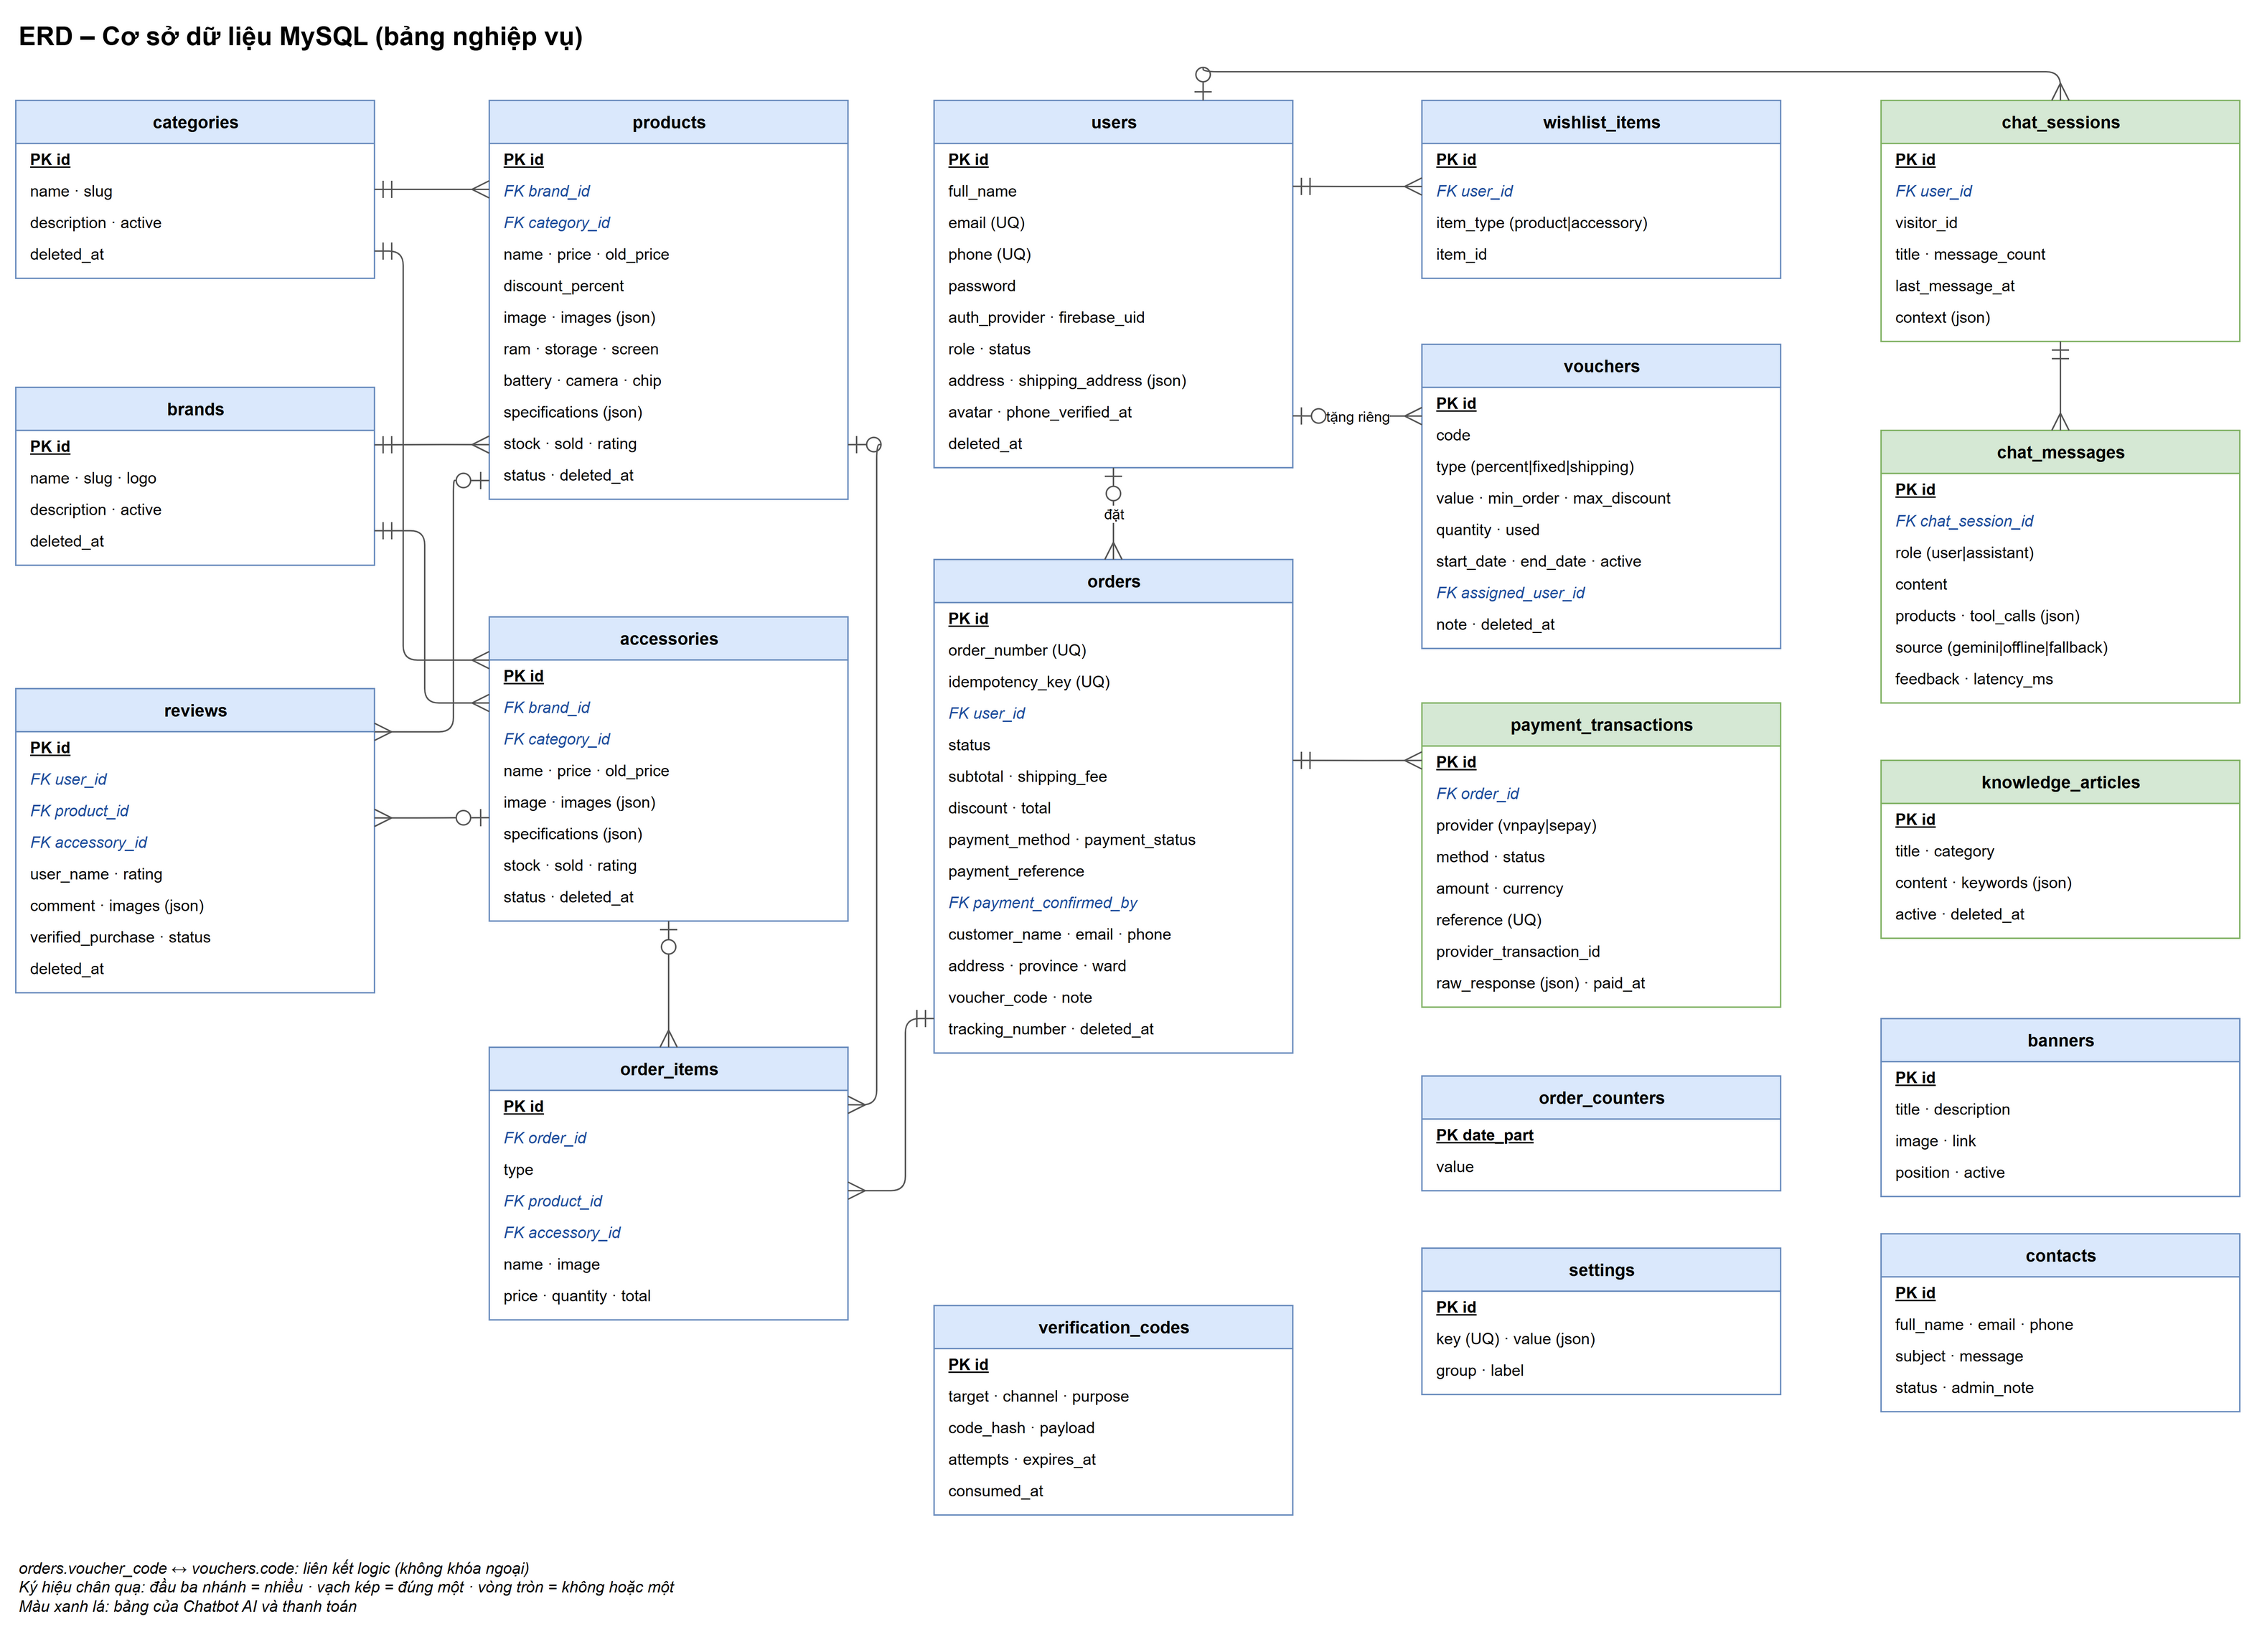 ERD – Cơ sở dữ liệu MySQL (bảng nghiệp vụ)
categories
PK id
name · slug
description · active
deleted_at
brands
PK id
name · slug · logo
description · active
deleted_at
reviews
PK id
FK user_id
FK product_id
FK accessory_id
user_name · rating
comment · images (json)
verified_purchase · status
deleted_at
products
PK id
FK brand_id
FK category_id
name · price · old_price
discount_percent
image · images (json)
ram · storage · screen
battery · camera · chip
specifications (json)
stock · sold · rating
status · deleted_at
accessories
PK id
FK brand_id
FK category_id
name · price · old_price
image · images (json)
specifications (json)
stock · sold · rating
status · deleted_at
order_items
PK id
FK order_id
type
FK product_id
FK accessory_id
name · image
price · quantity · total
users
PK id
full_name
email (UQ)
phone (UQ)
password
auth_provider · firebase_uid
role · status
address · shipping_address (json)
avatar · phone_verified_at
deleted_at
đặt
tặng riêng
orders
PK id
order_number (UQ)
idempotency_key (UQ)
FK user_id
status
subtotal · shipping_fee
discount · total
payment_method · payment_status
payment_reference
FK payment_confirmed_by
customer_name · email · phone
address · province · ward
voucher_code · note
tracking_number · deleted_at
verification_codes
PK id
target · channel · purpose
code_hash · payload
attempts · expires_at
consumed_at
wishlist_items
PK id
FK user_id
item_type (product|accessory)
item_id
vouchers
PK id
code
type (percent|fixed|shipping)
value · min_order · max_discount
quantity · used
start_date · end_date · active
FK assigned_user_id
note · deleted_at
payment_transactions
PK id
FK order_id
provider (vnpay|sepay)
method · status
amount · currency
reference (UQ)
provider_transaction_id
raw_response (json) · paid_at
order_counters
PK date_part
value
settings
PK id
key (UQ) · value (json)
group · label
chat_sessions
PK id
FK user_id
visitor_id
title · message_count
last_message_at
context (json)
chat_messages
PK id
FK chat_session_id
role (user|assistant)
content
products · tool_calls (json)
source (gemini|offline|fallback)
feedback · latency_ms
knowledge_articles
PK id
title · category
content · keywords (json)
active · deleted_at
banners
PK id
title · description
image · link
position · active
contacts
PK id
full_name · email · phone
subject · message
status · admin_note
orders.voucher_code ↔ vouchers.code: liên kết logic (không khóa ngoại)
Ký hiệu chân quạ: đầu ba nhánh = nhiều · vạch kép = đúng một · vòng tròn = không hoặc một
Màu xanh lá: bảng của Chatbot AI và thanh toán